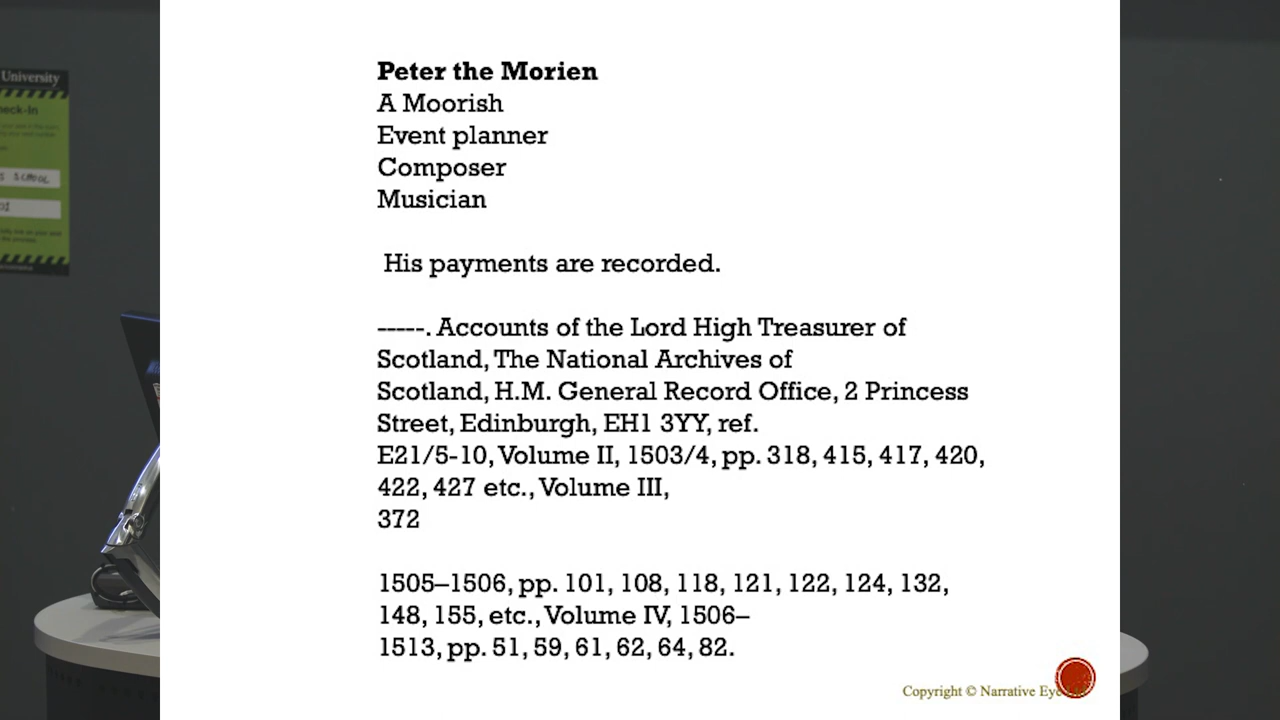 University
Peter the Morien
A Moorish
Event planner
Composer
Musician
His payments are recorded.
-----. Accounts of the Lord High Treasurer of
Scotland, The National Archives of
Scotland, H.M. General Record Office, 2 Princess
Street, Edinburgh, EH1 3YY, ref.
E21/5-10, Volume II, 1503/4, pp. 318, 415, 417, 420,
422, 427 etc., Volume III,
372
1505–1506, pp. 101, 108, 118, 121, 122, 124, 132,
148, 155, etc., Volume IV, 1506–
1513, pp. 51, 59, 61, 62, 64, 82.
Copyright © Narrative Eye